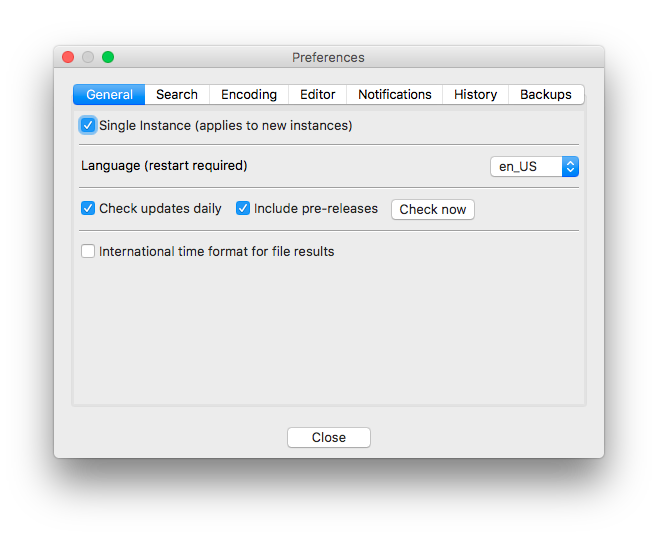 Preferences
General Search Encoding Editor Notifications History Backups
Single Instance (applies to new instances)
Language (restart required) en_US
Check updates daily Include pre-releases Check now
International time format for file results
Close